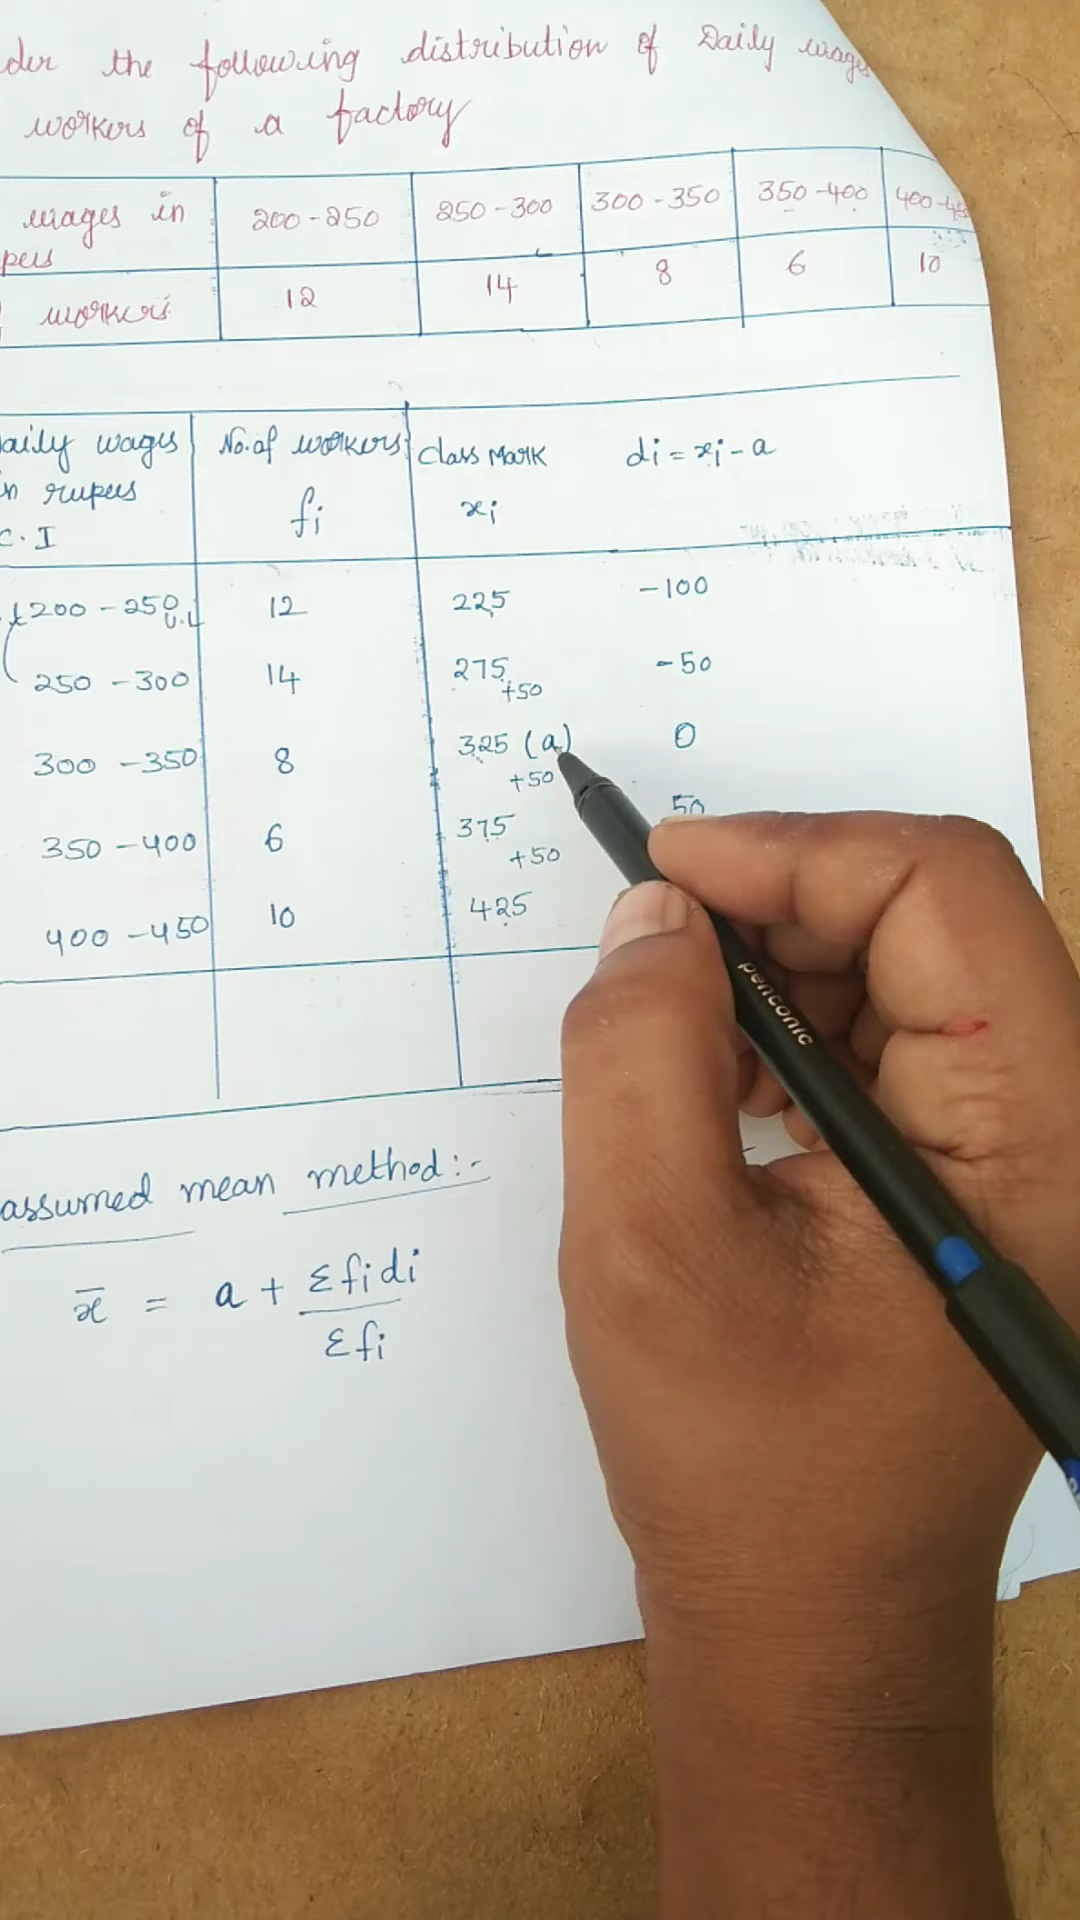 the following distribution of Daily wages
workers of a factory
wages in 200-250 250-300 300-350 350-400
workers 12 14 8 6 10
wages No.of workers class Mark di = xi - a
rupees fi xi
C.I
200-250 12 225 -100
U.L
250-300 14 275 -50
+50
300-350 8 325 (a) 0
+50 50
350-400 6 375
+50
400-450 10 425
penconic
assumed mean method:-
x̄ = a + Σfidi
Σfi